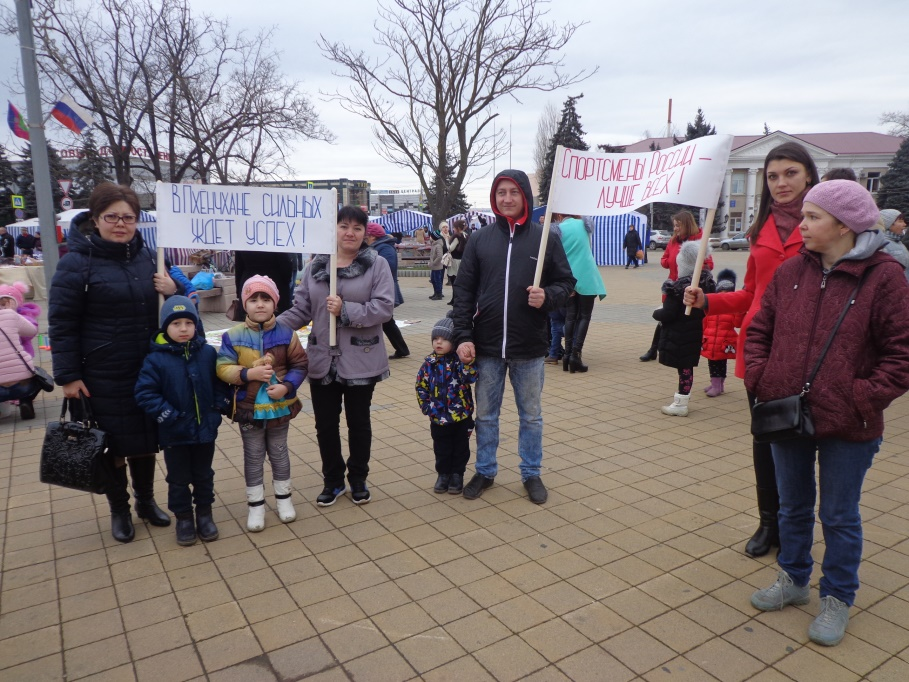 В ПХЕНЧХАНЕ СИЛЬНЫХ
ЖДЕТ УСПЕХ!
СПОРТСМЕНЫ РОССИИ –
ЛУЧШЕ ВСЕХ!